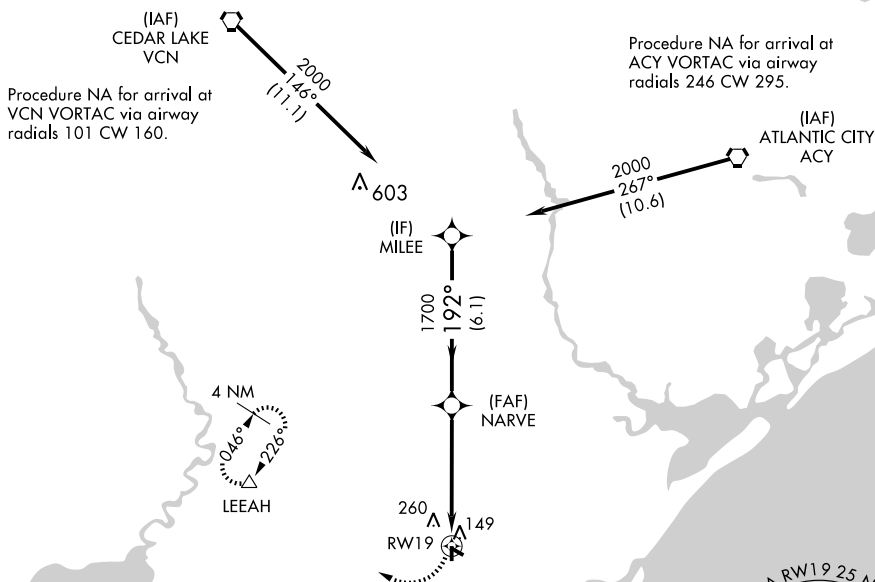 (IAF)
CEDAR LAKE
VCN
2000
146°
(11.1)
Procedure NA for arrival at
VCN VORTAC via airway
radials 101 CW 160.
Procedure NA for arrival at
ACY VORTAC via airway
radials 246 CW 295.
(IAF)
ATLANTIC CITY
ACY
2000
267°
(10.6)
603
(IF)
MILEE
1700
192°
(6.1)
(FAF)
NARVE
4 NM
046°
226°
LEEAH
260
149
RW19
RW19 25